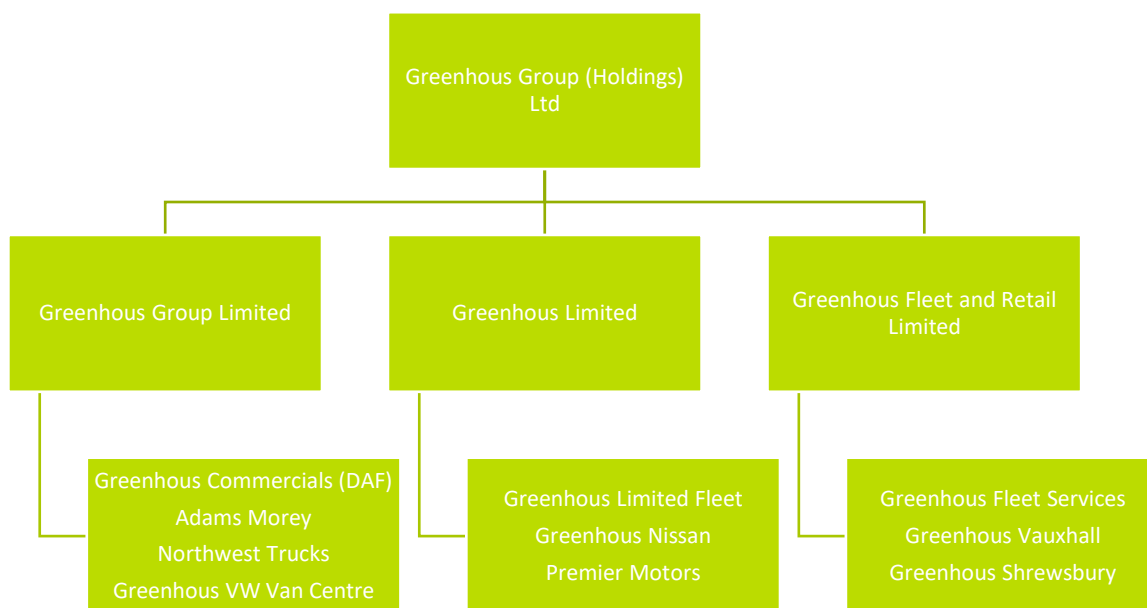 Greenhous Group (Holdings)
Ltd
Greenhous Group Limited
Greenhous Limited
Greenhous Fleet and Retail
Limited
Greenhous Commercials (DAF)
Adams Morey
Northwest Trucks
Greenhous VW Van Centre
Greenhous Limited Fleet
Greenhous Nissan
Premier Motors
Greenhous Fleet Services
Greenhous Vauxhall
Greenhous Shrewsbury